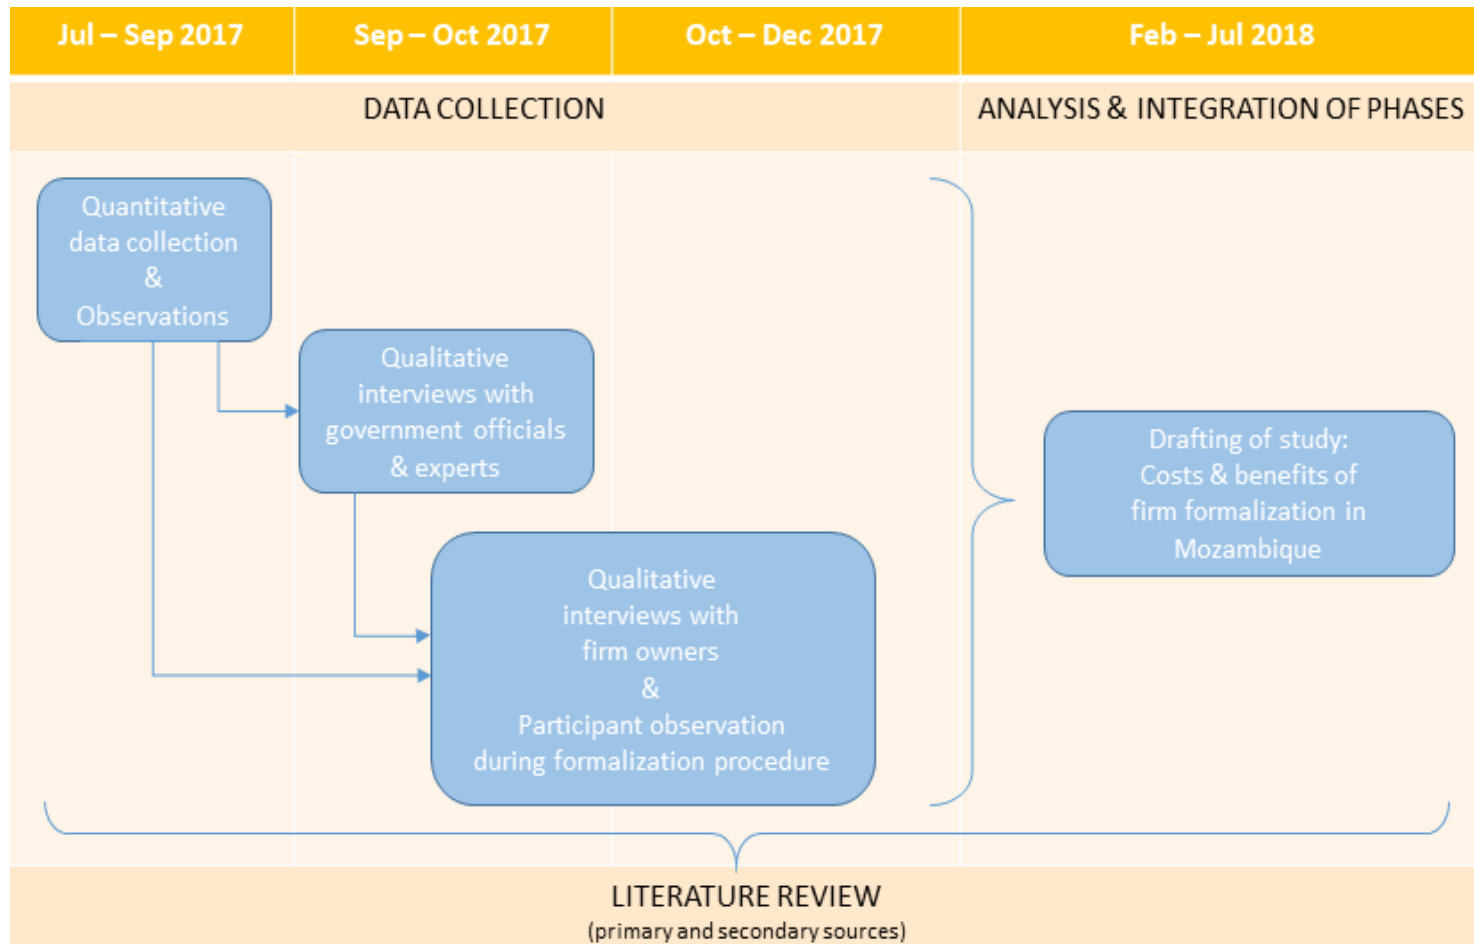 Jul – Sep 2017
Sep – Oct 2017
Oct – Dec 2017
Feb – Jul 2018
DATA COLLECTION
ANALYSIS & INTEGRATION OF PHASES
Quantitative
data collection
&
Observations
Qualitative
interviews with
government officials
& experts
Qualitative
interviews with
firm owners
&
Participant observation
during formalization procedure
Drafting of study:
Costs & benefits of
firm formalization in
Mozambique
LITERATURE REVIEW
(primary and secondary sources)